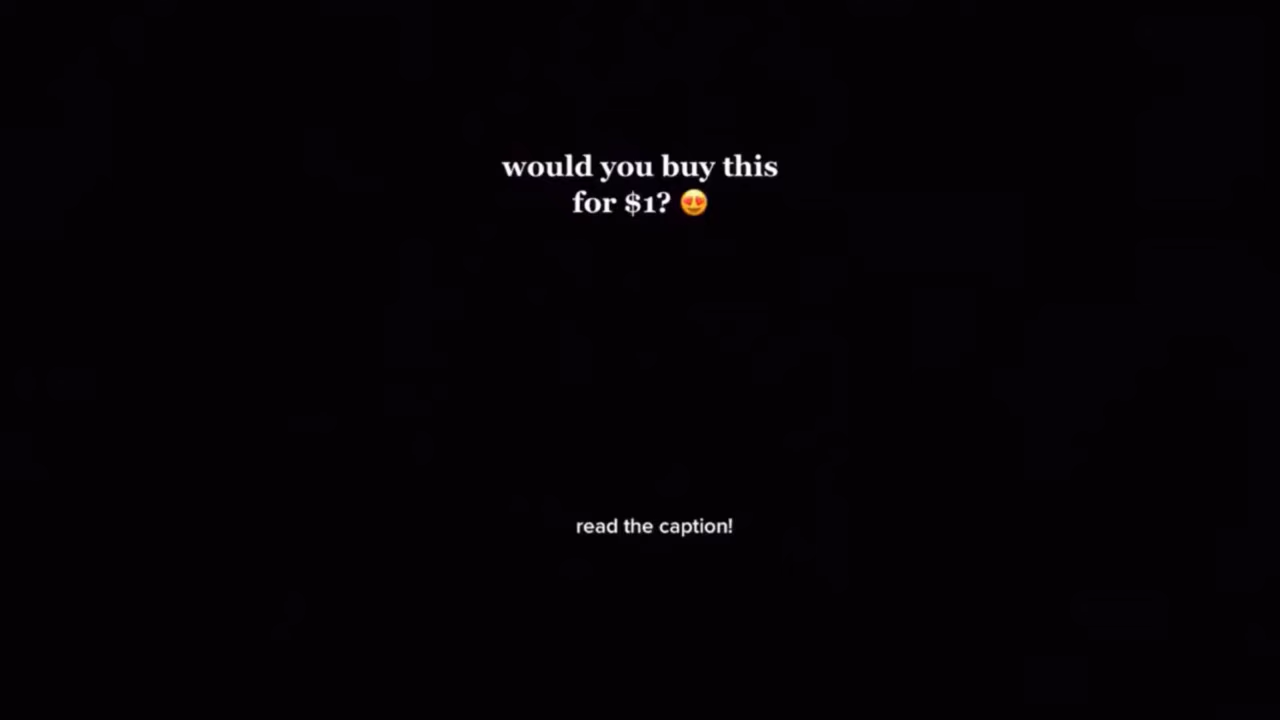 would you buy this
for $1? 😍
read the caption!